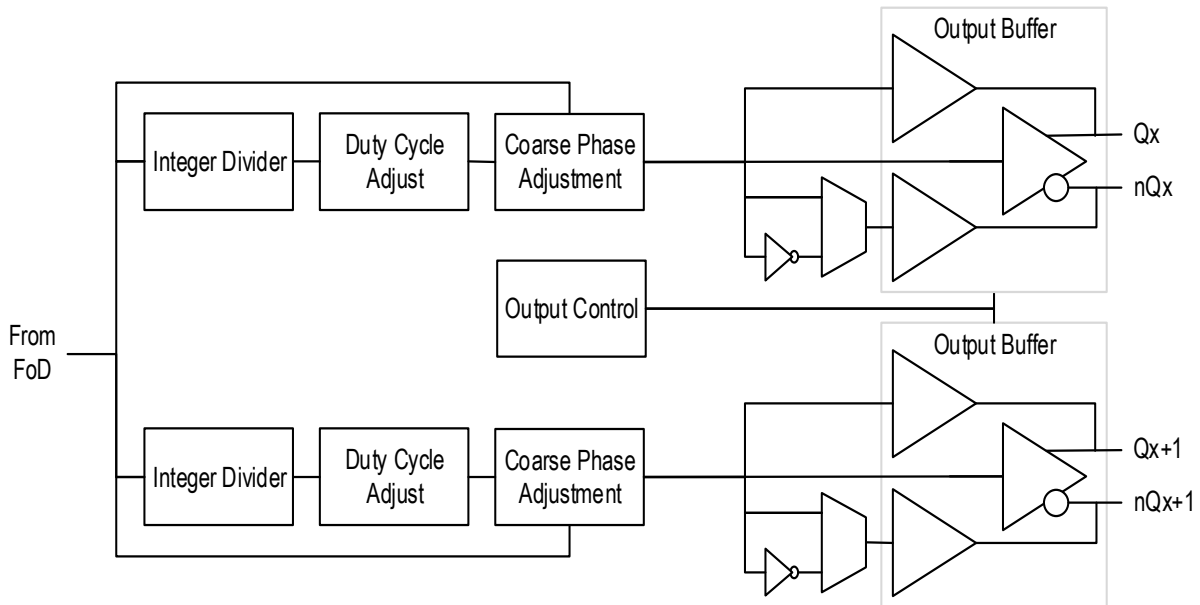 Output Buffer
Integer Divider
Duty Cycle
Adjust
Coarse Phase
Adjustment
Qx
nQx
Output Control
From
FoD
Output Buffer
Integer Divider
Duty Cycle
Adjust
Coarse Phase
Adjustment
Qx+1
nQx+1